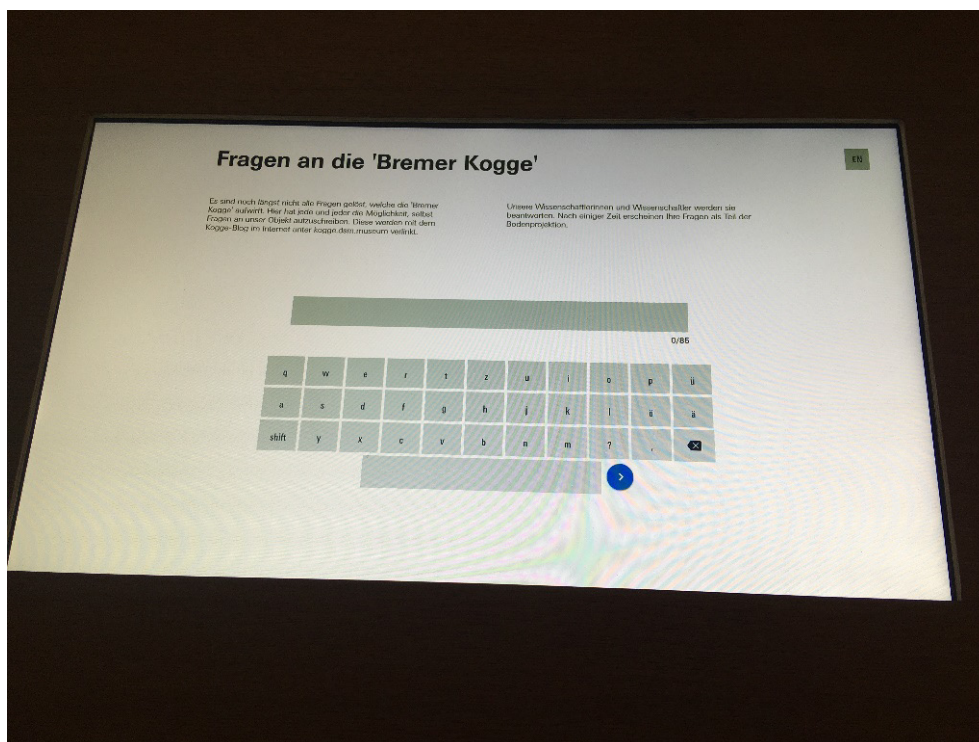 Fragen an die 'Bremer Kogge'
EN
Es sind noch längst nicht alle Fragen gelöst, welche die 'Bremer
Kogge' aufwirft. Hier hat jede und jeder die Möglichkeit, selbst
Fragen an unser Objekt aufzuschreiben. Diese werden mit dem
Kogge-Blog im Internet unter kogge.dsm.museum verlinkt.
Unsere Wissenschaftlerinnen und Wissenschaftler werden sie
beantworten. Nach einiger Zeit erscheinen Ihre Fragen als Teil der
Bodenprojektion.
0/85
q w e r t z u i o p ü
a s d f g h j k l ö ä
shift y x c v b n m ? ,